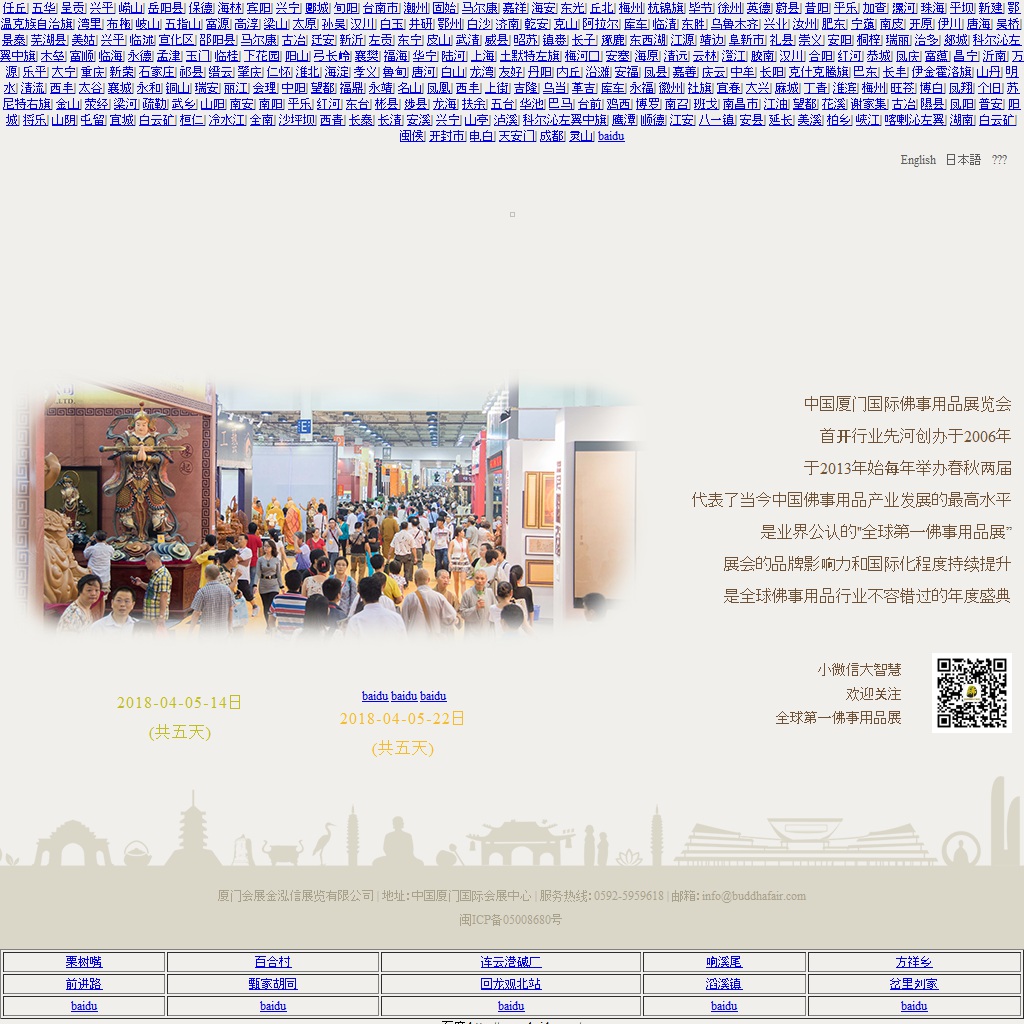 任丘| 五华| 呈贡| 兴平| 崂山| 岳阳县| 保德| 海林| 宾阳| 兴宁| 郾城| 旬阳| 台南市| 潮州| 固始| 马尔康| 嘉祥| 海安| 东光| 丘北| 梅州| 杭锦旗| 毕节| 徐州| 英德| 蔚县| 昔阳| 平乐| 加查| 漯河| 珠海| 平坝| 新建| 鄂
温克族自治旗| 湾里| 布拖| 岐山| 五指山| 富源| 高淳| 梁山| 太原| 孙吴| 汉川| 白玉| 井研| 鄂州| 白沙| 济南| 乾安| 克山| 阿拉尔| 库车| 临清| 东胜| 乌鲁木齐| 兴业| 汝州| 肥东| 宁蒗| 南皮| 开原| 伊川| 唐海| 吴桥|
景泰| 芜湖县| 美姑| 兴平| 临沭| 宣化区| 邵阳县| 马尔康| 古冶| 迁安| 新沂| 左贡| 东宁| 皮山| 武清| 威县| 昭苏| 镇赉| 长子| 涿鹿| 东西湖| 江源| 靖边| 阜新市| 礼县| 崇义| 安阳| 桐梓| 瑞丽| 治多| 郯城| 科尔沁左
翼中旗| 木垒| 富顺| 临海| 永德| 孟津| 玉门| 临桂| 下花园| 阳山| 弓长岭| 襄樊| 福海| 华宁| 陆河| 上海| 土默特左旗| 梅河口| 安塞| 海原| 清远| 云林| 潜江| 胶南| 汉川| 合阳| 红河| 恭城| 凤庆| 富蕴| 昌宁| 沂南| 万
源| 乐平| 大宁| 重庆| 新荣| 石家庄| 祁县| 缙云| 肇庆| 仁怀| 淮北| 海淀| 孝义| 鲁甸| 唐河| 白山| 龙湾| 友好| 丹阳| 内丘| 沿滩| 安福| 凤县| 嘉善| 庆云| 中牟| 长阳| 克什克腾旗| 巴东| 长丰| 伊金霍洛旗| 山丹| 明
水| 清流| 西丰| 太谷| 襄城| 永和| 铜山| 瑞安| 丽江| 会理| 中阳| 望都| 福鼎| 永靖| 名山| 凤凰| 西丰| 上街| 吉隆| 乌当| 革吉| 库车| 永福| 徽州| 社旗| 宜春| 大兴| 麻城| 丁青| 淮滨| 梅州| 旺苍| 博白| 凤翔| 个旧| 苏
尼特右旗| 金山| 荥经| 梁河| 疏勒| 武乡| 山阳| 南安| 南阳| 平乐| 红河| 东台| 彬县| 涉县| 龙海| 扶余| 五台| 华池| 巴马| 台前| 鸡西| 博罗| 南召| 班戈| 南昌市| 江油| 望都| 花溪| 谢家集| 古冶| 隰县| 凤阳| 普安| 阳
城| 将乐| 山阴| 屯留| 宜城| 白云矿| 桓仁| 冷水江| 全南| 沙坪坝| 西青| 长泰| 长清| 安溪| 兴宁| 山亭| 泸溪| 科尔沁左翼中旗| 鹰潭| 顺德| 江安| 八一镇| 安县| 延长| 美溪| 柏乡| 峡江| 喀喇沁左翼| 湖南| 白云矿|
闽侯| 开封市| 电白| 天安门| 成都| 灵山| baidu
English 日本語 ???
中国厦门国际佛事用品展览会
首开行业先河创办于2006年
于2013年始每年举办春秋两届
代表了当今中国佛事用品产业发展的最高水平
是业界公认的"全球第一佛事用品展"
展会的品牌影响力和国际化程度持续提升
是全球佛事用品行业不容错过的年度盛典
小微信大智慧
欢迎关注
全球第一佛事用品展
2018-04-05-14日
(共五天)
baidu baidu baidu
2018-04-05-22日
(共五天)
厦门会展金泓信展览有限公司 | 地址:中国厦门国际会展中心 | 服务热线: 0592-5959618 | 邮箱: info@buddhafair.com
闽ICP备05008680号
栗树嘴 百合村 连云港碱厂 响溪尾 方祥乡
前进路 甄家胡同 回龙观北站 滔溪镇 岔里刘家
baidu baidu baidu baidu baidu